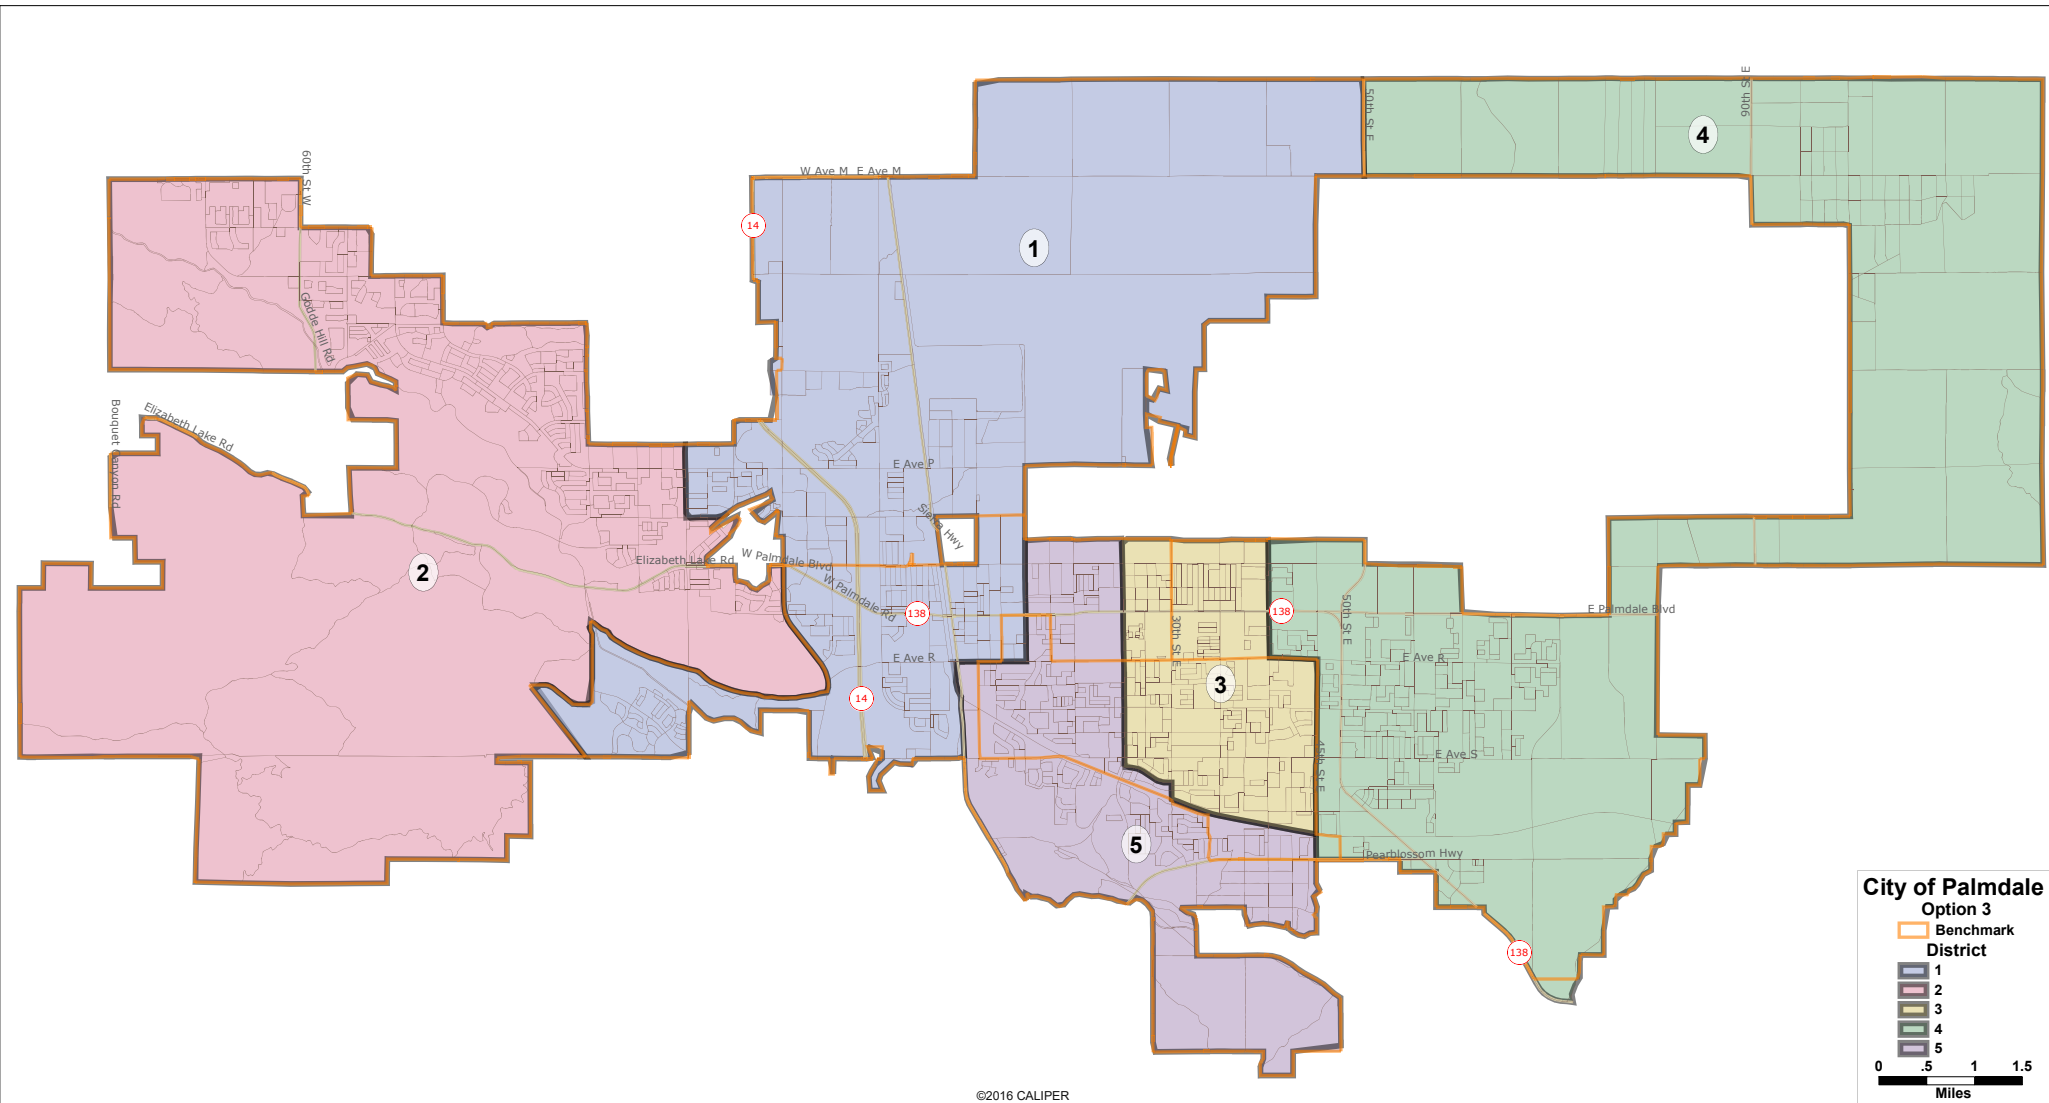 50th St E
90th St E
4
60th St W
W Ave M E Ave M
14
1
Godde Hill Rd
Bouquet Canyon Rd
Elizabeth Lake Rd
E Ave P
Sierra Hwy
2
Elizabeth Lake Rd
W Palmdale Blvd
W Palmdale Rd
138
138
50th St E
E Palmdale Blvd
30th St E
E Ave R
E Ave R
3
14
45th St E
E Ave S
5
Pearblossom Hwy
138
City of Palmdale
Option 3
Benchmark
District
1
2
3
4
5
0 .5 1 1.5
Miles
©2016 CALIPER